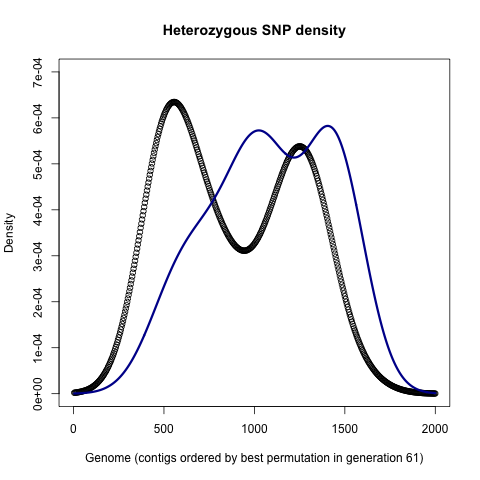 Heterozygous SNP density
Density
7e-04
6e-04
5e-04
4e-04
3e-04
2e-04
1e-04
0e+00
0 500 1000 1500 2000
Genome (contigs ordered by best permutation in generation 61)